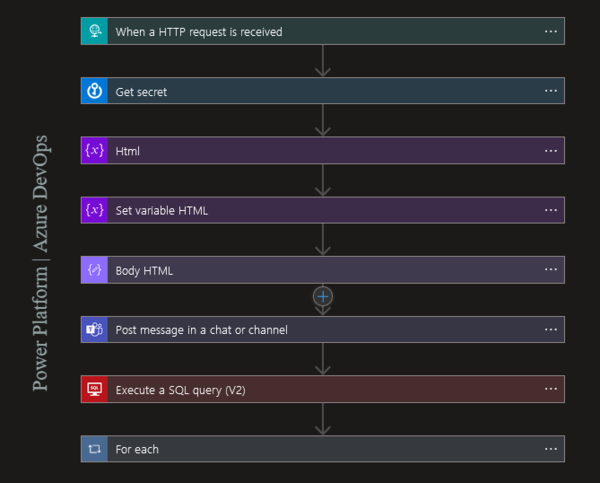 When a HTTP request is received
Get secret
Html
Set variable HTML
Body HTML
Post message in a chat or channel
SQL
Execute a SQL query (V2)
For each
Power Platform | Azure DevOps